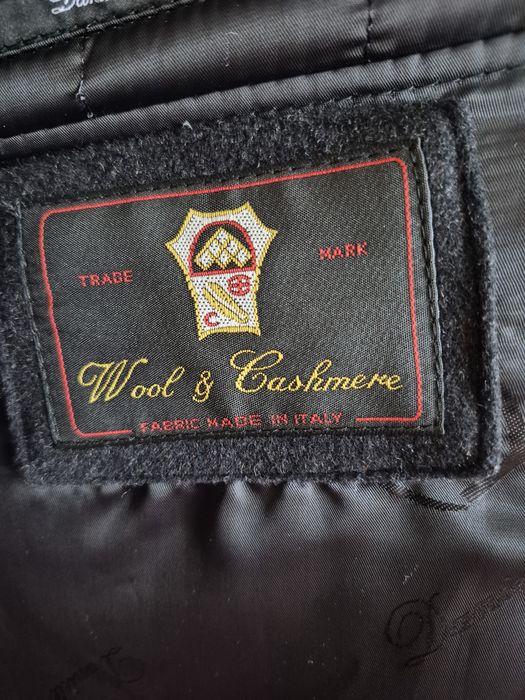 TRADE MARK
Wool & Cashmere
FABRIC MADE IN ITALY